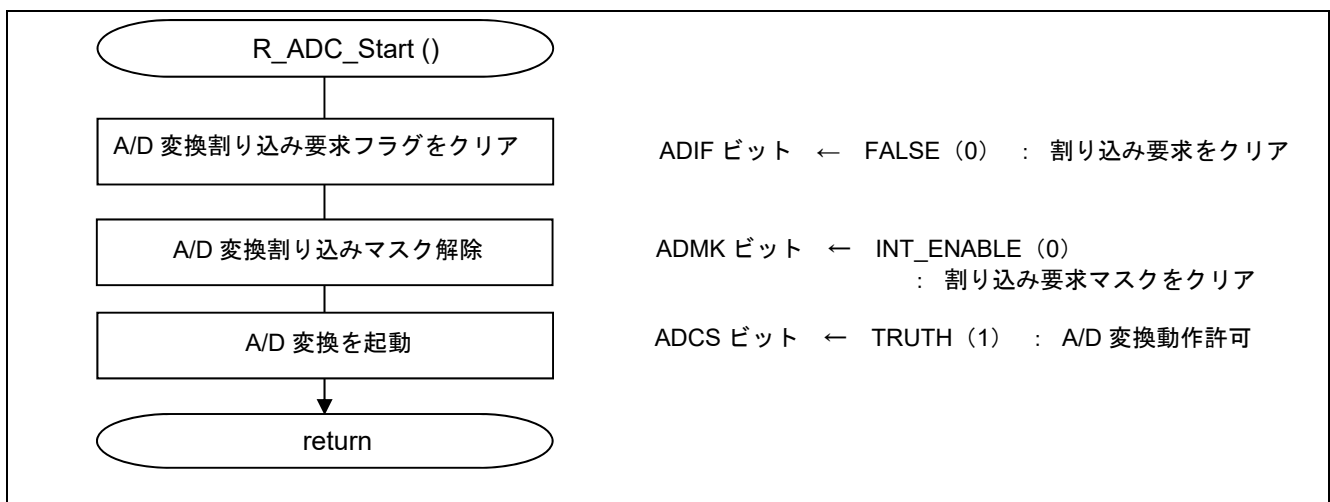 R_ADC_Start ()
A/D 変換割り込み要求フラグをクリア
ADIF ビット ← FALSE（0） : 割り込み要求をクリア
A/D 変換割り込みマスク解除
ADMK ビット ← INT_ENABLE（0）
: 割り込み要求マスクをクリア
A/D 変換を起動
ADCS ビット ← TRUTH（1） : A/D 変換動作許可
return